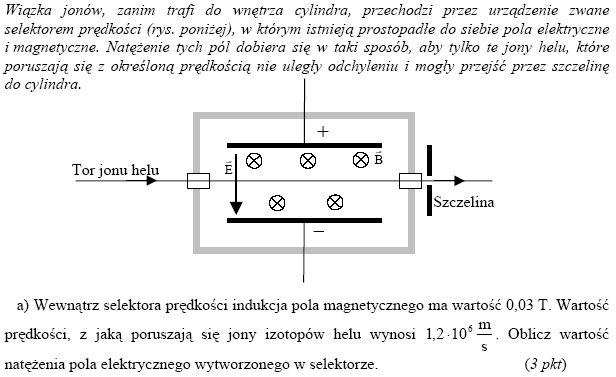 Wiązka jonów, zanim trafi do wnętrza cylindra, przechodzi przez urządzenie zwane
selektorem prędkości (rys. poniżej), w którym istnieją prostopadłe do siebie pola elektryczne
i magnetyczne. Natężenie tych pól dobiera się w taki sposób, aby tylko te jony helu, które
poruszają się z określoną prędkością nie uległy odchyleniu i mogły przejść przez szczelinę
do cylindra.
+
B
Tor jonu helu
E
Szczelina
–
a) Wewnątrz selektora prędkości indukcja pola magnetycznego ma wartość 0,03 T. Wartość
prędkości, z jaką poruszają się jony izotopów helu wynosi 1,2·10⁶ m/s. Oblicz wartość
natężenia pola elektrycznego wytworzonego w selektorze. (3 pkt)